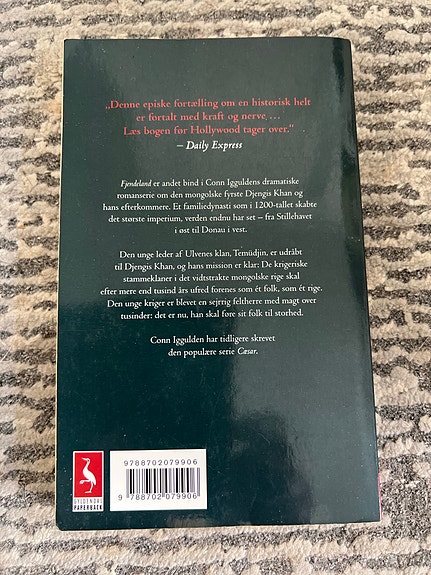 „Denne episke fortælling om en historisk helt
er fortalt med kraft og nerve. …
Læs bogen før Hollywood tager over.“
– Daily Express
Fjendeland er andet bind i Conn Igguldens dramatiske
romanserie om den mongolske fyrste Djengis Khan og
hans efterkommere. Et familiedynasti som i 1200-tallet skabte
det største imperium, verden endnu har set – fra Stillehavet
i øst til Donau i vest.
Den unge leder af Ulvenes klan, Temüdjin, er udråbt
til Djengis Khan, og hans mission er klar: De krigeriske
stammeklaner i det vidtstrakte mongolske rige skal
efter mere end tusind års ufred forenes som ét folk, som ét rige.
Den unge kriger er blevet en sejrrig feltherre med magt over
tusinder: det er nu, han skal føre sit folk til storhed.
Conn Iggulden har tidligere skrevet
den populære serie Cæsar.
9788702079906
9 788702 079906
GYLDENDAL
PAPERBACK